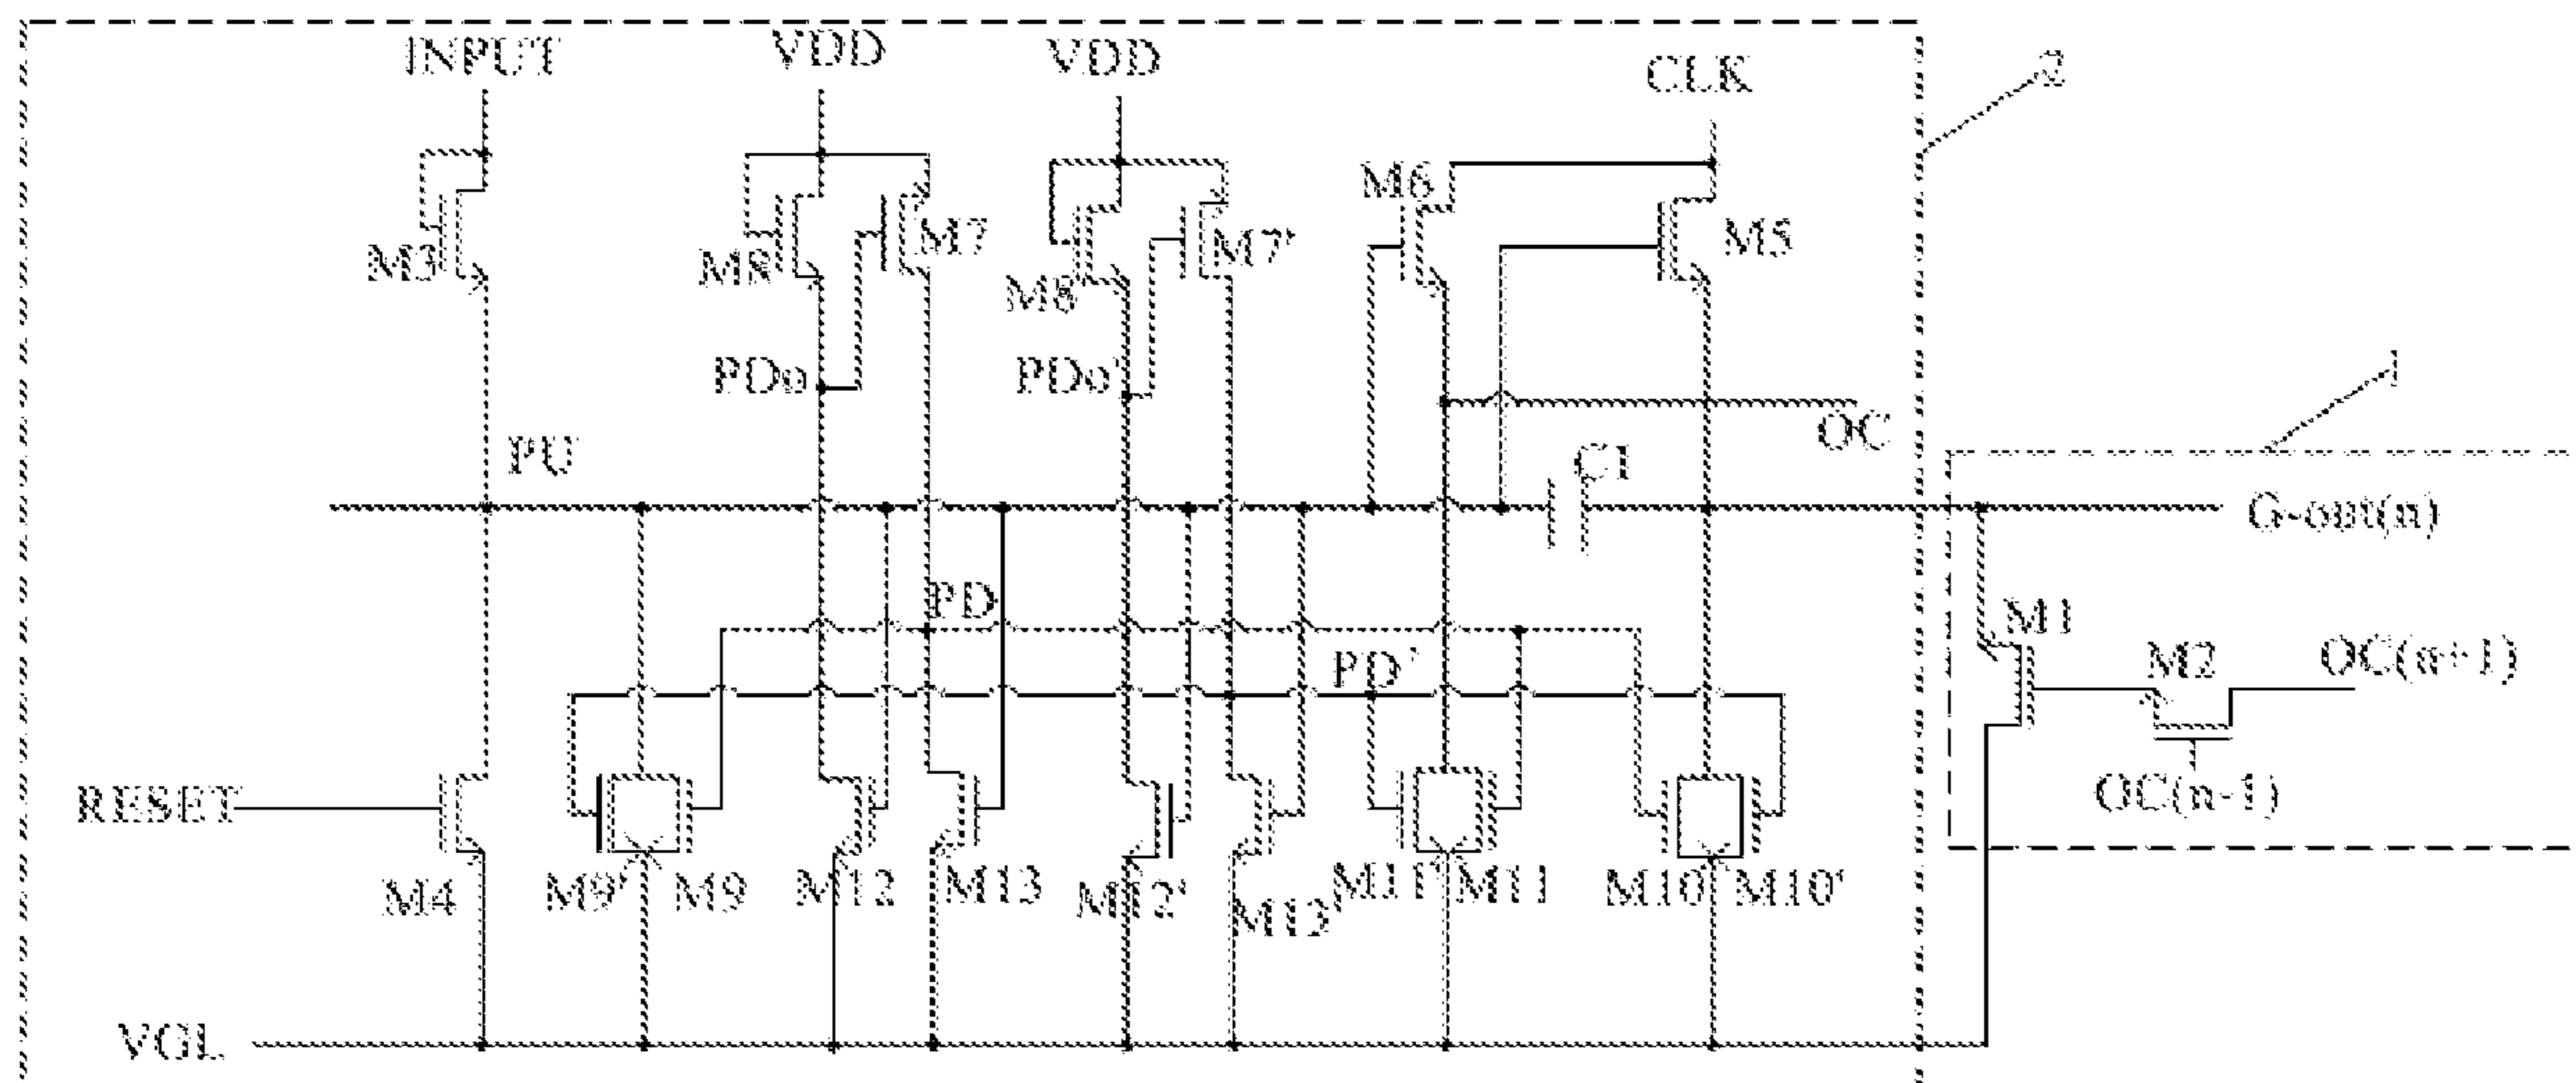 INPUT
VDD
VDD
CLK
2
M3
M8
M7
M8'
M7'
M6
M5
PDo
PDo'
OC
1
PU
C1
G-out(n)
PD
PD'
M1
M2
OC(n+1)
OC(n-1)
RESET
M4
M9'
M9
M12
M13
M12'
M13'
M11'
M11
M10
M10'
VGL